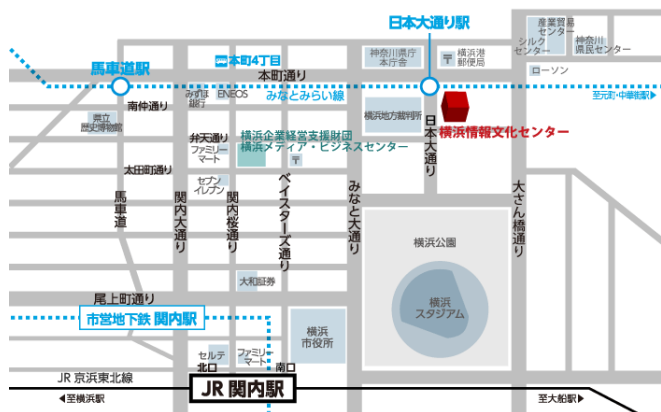 日本大通り駅
産業貿易
センター
シルク
センター
神奈川
県民センター
神奈川県庁
本庁舎
横浜港
郵便局
ローソン
馬車道駅
本町4丁目
本町通り
みなとみらい線
至元町・中華街駅▶
みずほ
銀行
ENEOS
南仲通り
県立
歴史博物館
横浜地方裁判所
日本大通り
横浜情報文化センター
弁天通り
ファミリー
マート
横浜企業経営支援財団
横浜メディア・ビジネスセンター
太田町通り
セブン
イレブン
馬車道
関内大通り
関内桜通り
ベイスターズ通り
みなと大通り
大さん橋通り
横浜公園
横浜
スタジアム
大和証券
尾上町通り
市営地下鉄 関内駅
横浜
市役所
セルテ
ファミリー
マート
北口
南口
JR 京浜東北線
JR 関内駅
◀至横浜駅
至大船駅▶